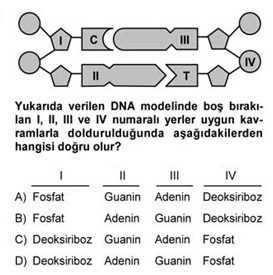 I C III
II T IV
Yukarıda verilen DNA modelinde boş bırakı-
lan I, II, III ve IV numaralı yerler uygun kav-
ramlarla doldurulduğunda aşağıdakilerden
hangisi doğru olur?
I II III IV
A) Fosfat Guanin Adenin Deoksiriboz
B) Fosfat Adenin Guanin Deoksiriboz
C) Deoksiriboz Guanin Adenin Fosfat
D) Deoksiriboz Adenin Guanin Fosfat